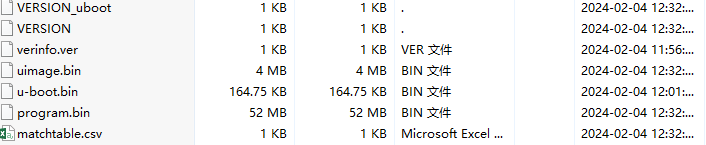 VERSION_uboot 1 KB 1 KB . 2024-02-04 12:32:...
VERSION 1 KB 1 KB . 2024-02-04 12:32:...
verinfo.ver 1 KB 1 KB VER 文件 2024-02-04 11:56:...
uimage.bin 4 MB 4 MB BIN 文件 2024-02-04 12:32:...
u-boot.bin 164.75 KB 164.75 KB BIN 文件 2024-02-04 12:01:...
program.bin 52 MB 52 MB BIN 文件 2024-02-04 12:32:...
matchtable.csv 1 KB 1 KB Microsoft Excel ... 2024-02-04 12:32:...